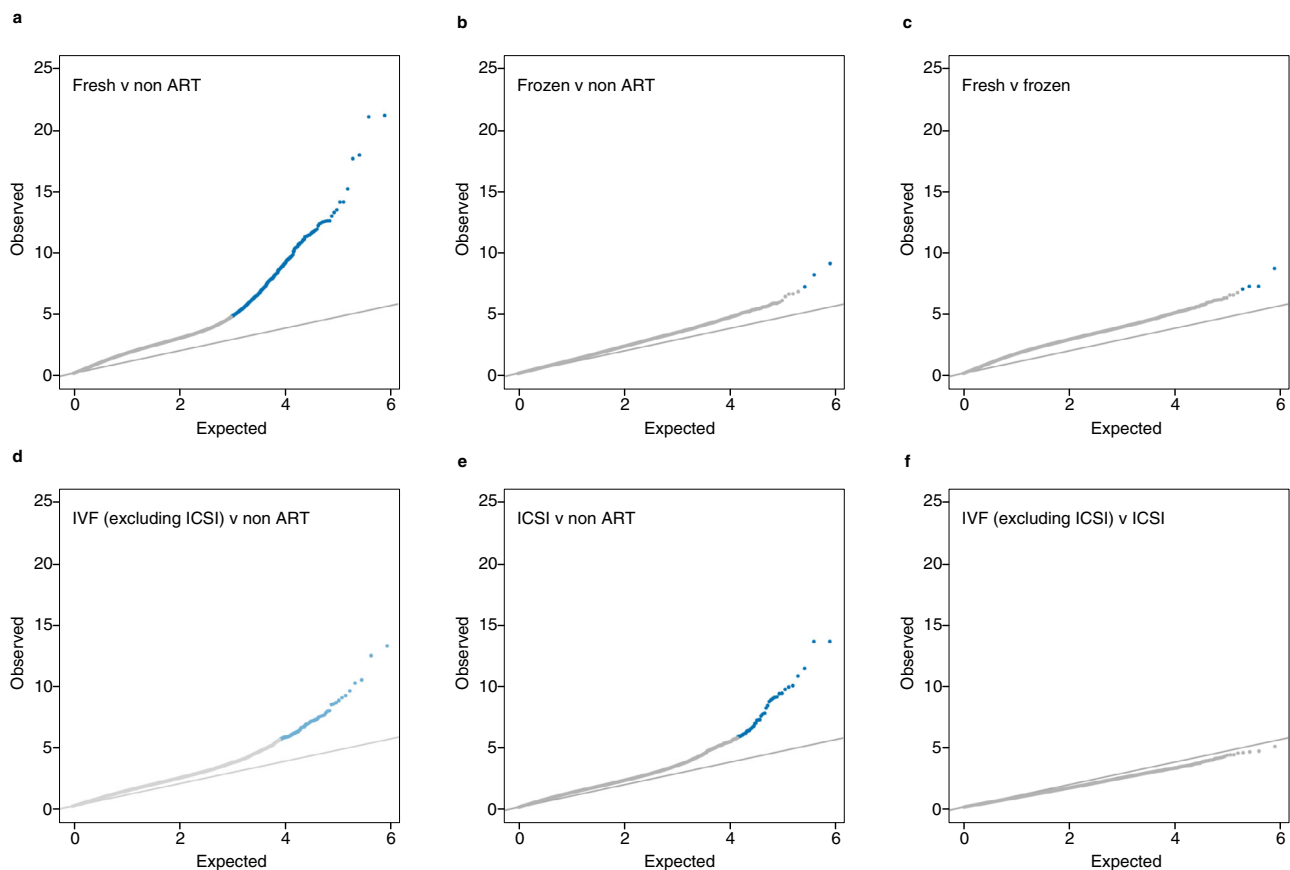 a
Fresh v non ART
25
20
15
10
5
0
Observed
0 2 4 6
Expected
b
Frozen v non ART
25
20
15
10
5
0
Observed
0 2 4 6
Expected
c
Fresh v frozen
25
20
15
10
5
0
Observed
0 2 4 6
Expected
d
IVF (excluding ICSI) v non ART
25
20
15
10
5
0
Observed
0 2 4 6
Expected
e
ICSI v non ART
25
20
15
10
5
0
Observed
0 2 4 6
Expected
f
IVF (excluding ICSI) v ICSI
25
20
15
10
5
0
Observed
0 2 4 6
Expected